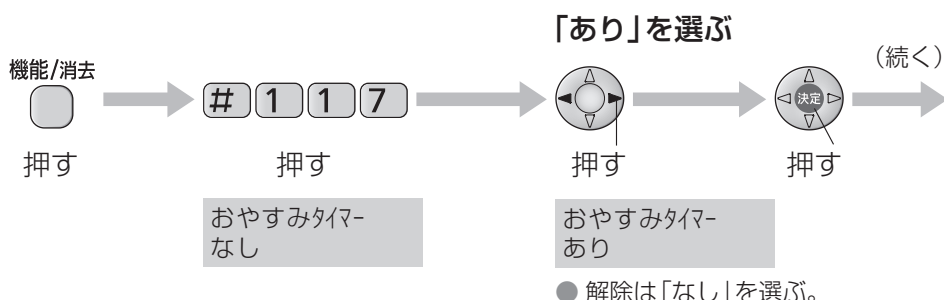 「あり」を選ぶ
(続く)
機能/消去
# 1 1 7
決定
押す
押す
押す
押す
おやすみタイマー
なし
おやすみタイマー
あり
● 解除は「なし」を選ぶ。